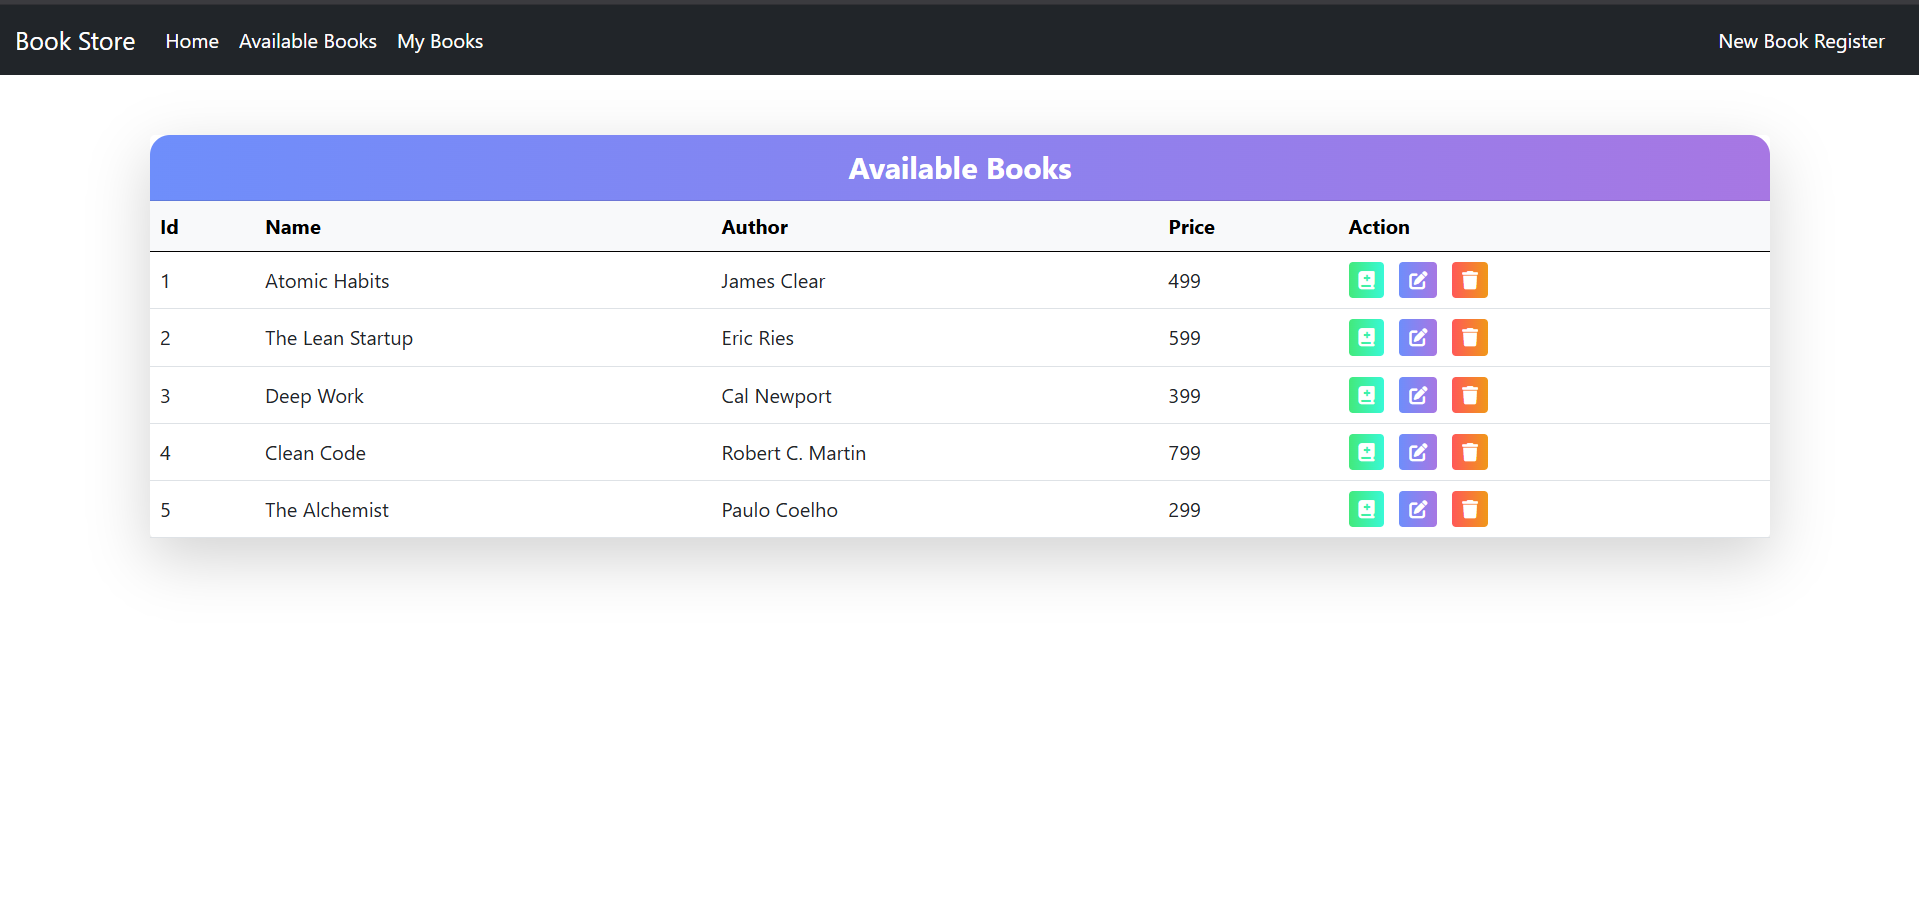 Book Store Home Available Books My Books New Book Register
Available Books
Id Name Author Price Action
1 Atomic Habits James Clear 499
2 The Lean Startup Eric Ries 599
3 Deep Work Cal Newport 399
4 Clean Code Robert C. Martin 799
5 The Alchemist Paulo Coelho 299